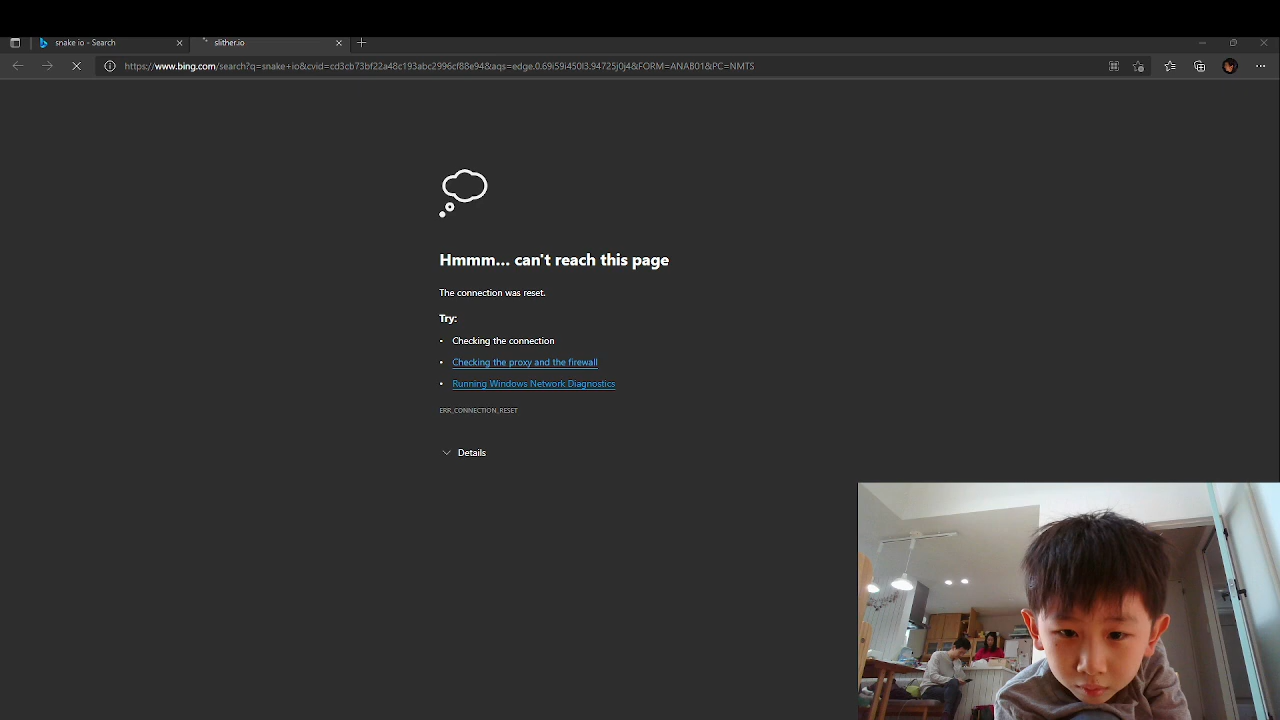 snake io - Search
slither.io
https://www.bing.com/search?q=snake+io&cvid=cd3cb73bf22a48c193abc2996cf88e94&aqs=edge.0.69i59i450l3.94725j0j4&FORM=ANAB01&PC=NMTS
Hmmm... can't reach this page
The connection was reset.
Try:
• Checking the connection
• Checking the proxy and the firewall
• Running Windows Network Diagnostics
ERR_CONNECTION_RESET
Details